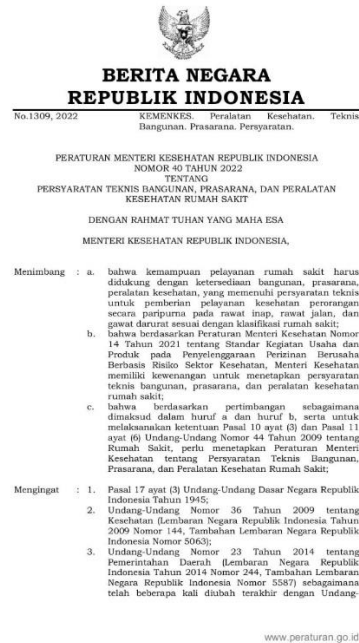 BERITA NEGARA
REPUBLIK INDONESIA
No.1309, 2022 KEMENKES. Peralatan Kesehatan. Teknis
Bangunan. Prasarana. Persyaratan.
PERATURAN MENTERI KESEHATAN REPUBLIK INDONESIA
NOMOR 40 TAHUN 2022
TENTANG
PERSYARATAN TEKNIS BANGUNAN, PRASARANA, DAN PERALATAN
KESEHATAN RUMAH SAKIT
DENGAN RAHMAT TUHAN YANG MAHA ESA
MENTERI KESEHATAN REPUBLIK INDONESIA,
Menimbang : a. bahwa kemampuan pelayanan rumah sakit harus
didukung dengan ketersediaan bangunan, prasarana,
peralatan kesehatan, yang memenuhi persyaratan teknis
untuk pemberian pelayanan kesehatan perorangan
secara paripurna pada rawat inap, rawat jalan, dan
gawat darurat sesuai dengan klasifikasi rumah sakit;
b. bahwa berdasarkan Peraturan Menteri Kesehatan Nomor
14 Tahun 2021 tentang Standar Kegiatan Usaha dan
Produk pada Penyelenggaraan Perizinan Berusaha
Berbasis Risiko Sektor Kesehatan, Menteri Kesehatan
memiliki kewenangan untuk menetapkan persyaratan
teknis bangunan, prasarana, dan peralatan kesehatan
rumah sakit;
c. bahwa berdasarkan pertimbangan sebagaimana
dimaksud dalam huruf a dan huruf b, serta untuk
melaksanakan ketentuan Pasal 10 ayat (3) dan Pasal 11
ayat (6) Undang-Undang Nomor 44 Tahun 2009 tentang
Rumah Sakit, perlu menetapkan Peraturan Menteri
Kesehatan tentang Persyaratan Teknis Bangunan,
Prasarana, dan Peralatan Kesehatan Rumah Sakit;
Mengingat : 1. Pasal 17 ayat (3) Undang-Undang Dasar Negara Republik
Indonesia Tahun 1945;
2. Undang-Undang Nomor 36 Tahun 2009 tentang
Kesehatan (Lembaran Negara Republik Indonesia Tahun
2009 Nomor 144, Tambahan Lembaran Negara Republik
Indonesia Nomor 5063);
3. Undang-Undang Nomor 23 Tahun 2014 tentang
Pemerintahan Daerah (Lembaran Negara Republik
Indonesia Tahun 2014 Nomor 244, Tambahan Lembaran
Negara Republik Indonesia Nomor 5587) sebagaimana
telah beberapa kali diubah terakhir dengan Undang-
www.peraturan.go.id